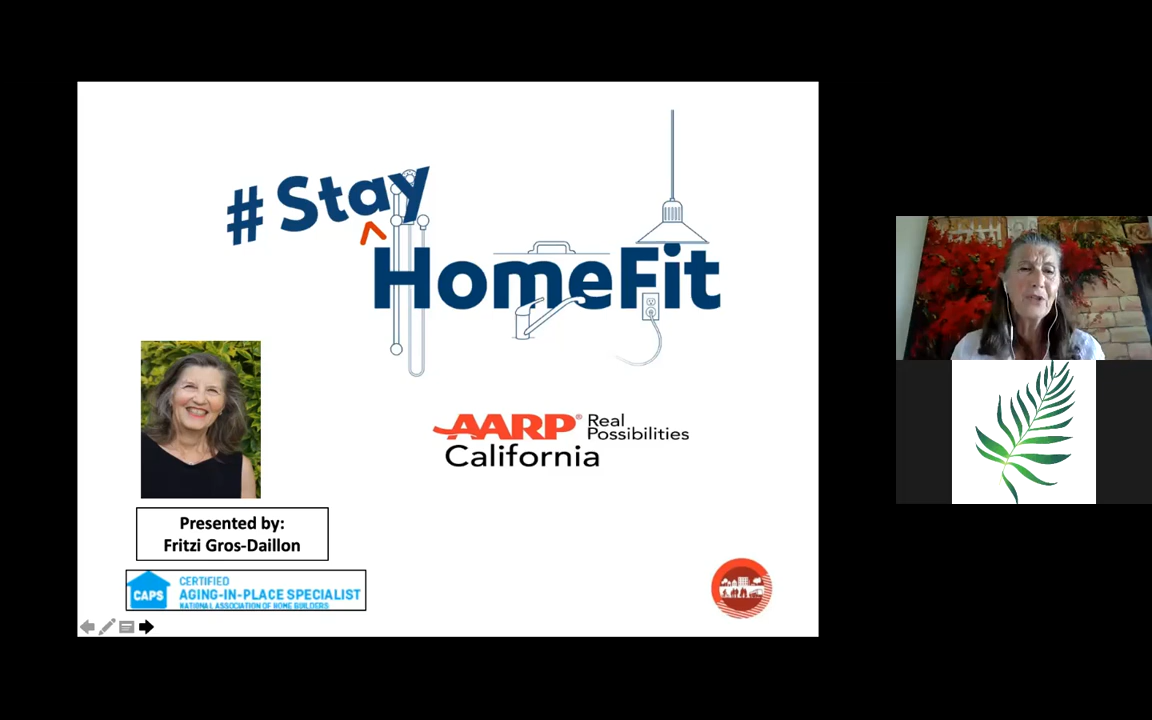 #Stay
^
HomeFit
AARP® Real
Possibilities
California
Presented by:
Fritzi Gros-Daillon
CAPS
CERTIFIED
AGING-IN-PLACE SPECIALIST
NATIONAL ASSOCIATION OF HOME BUILDERS